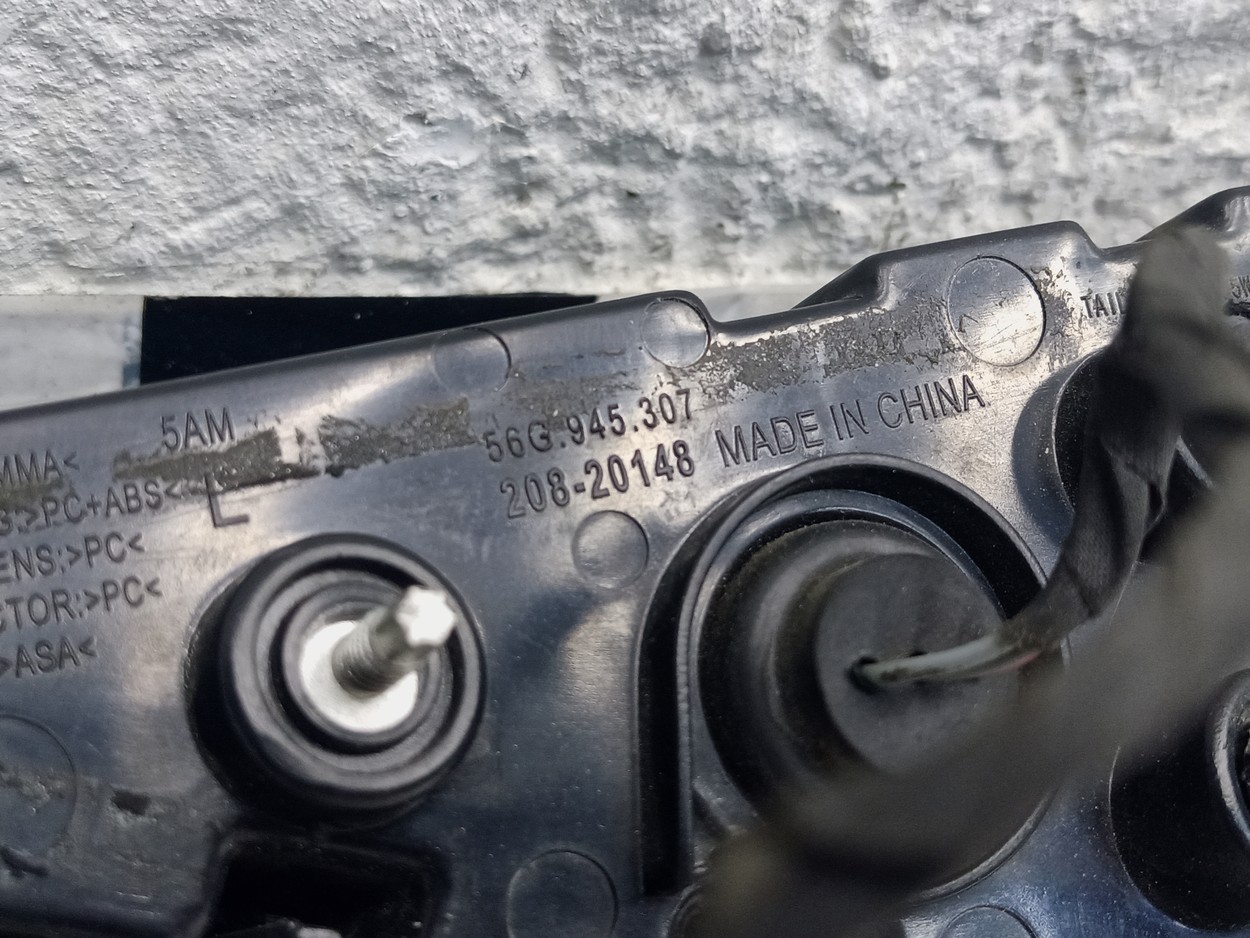 5AM
MMA<
G:>PC+ABS<
L
ENS:>PC<
CTOR:>PC<
>ASA<
56G.945.307
208-20148
MADE IN CHINA